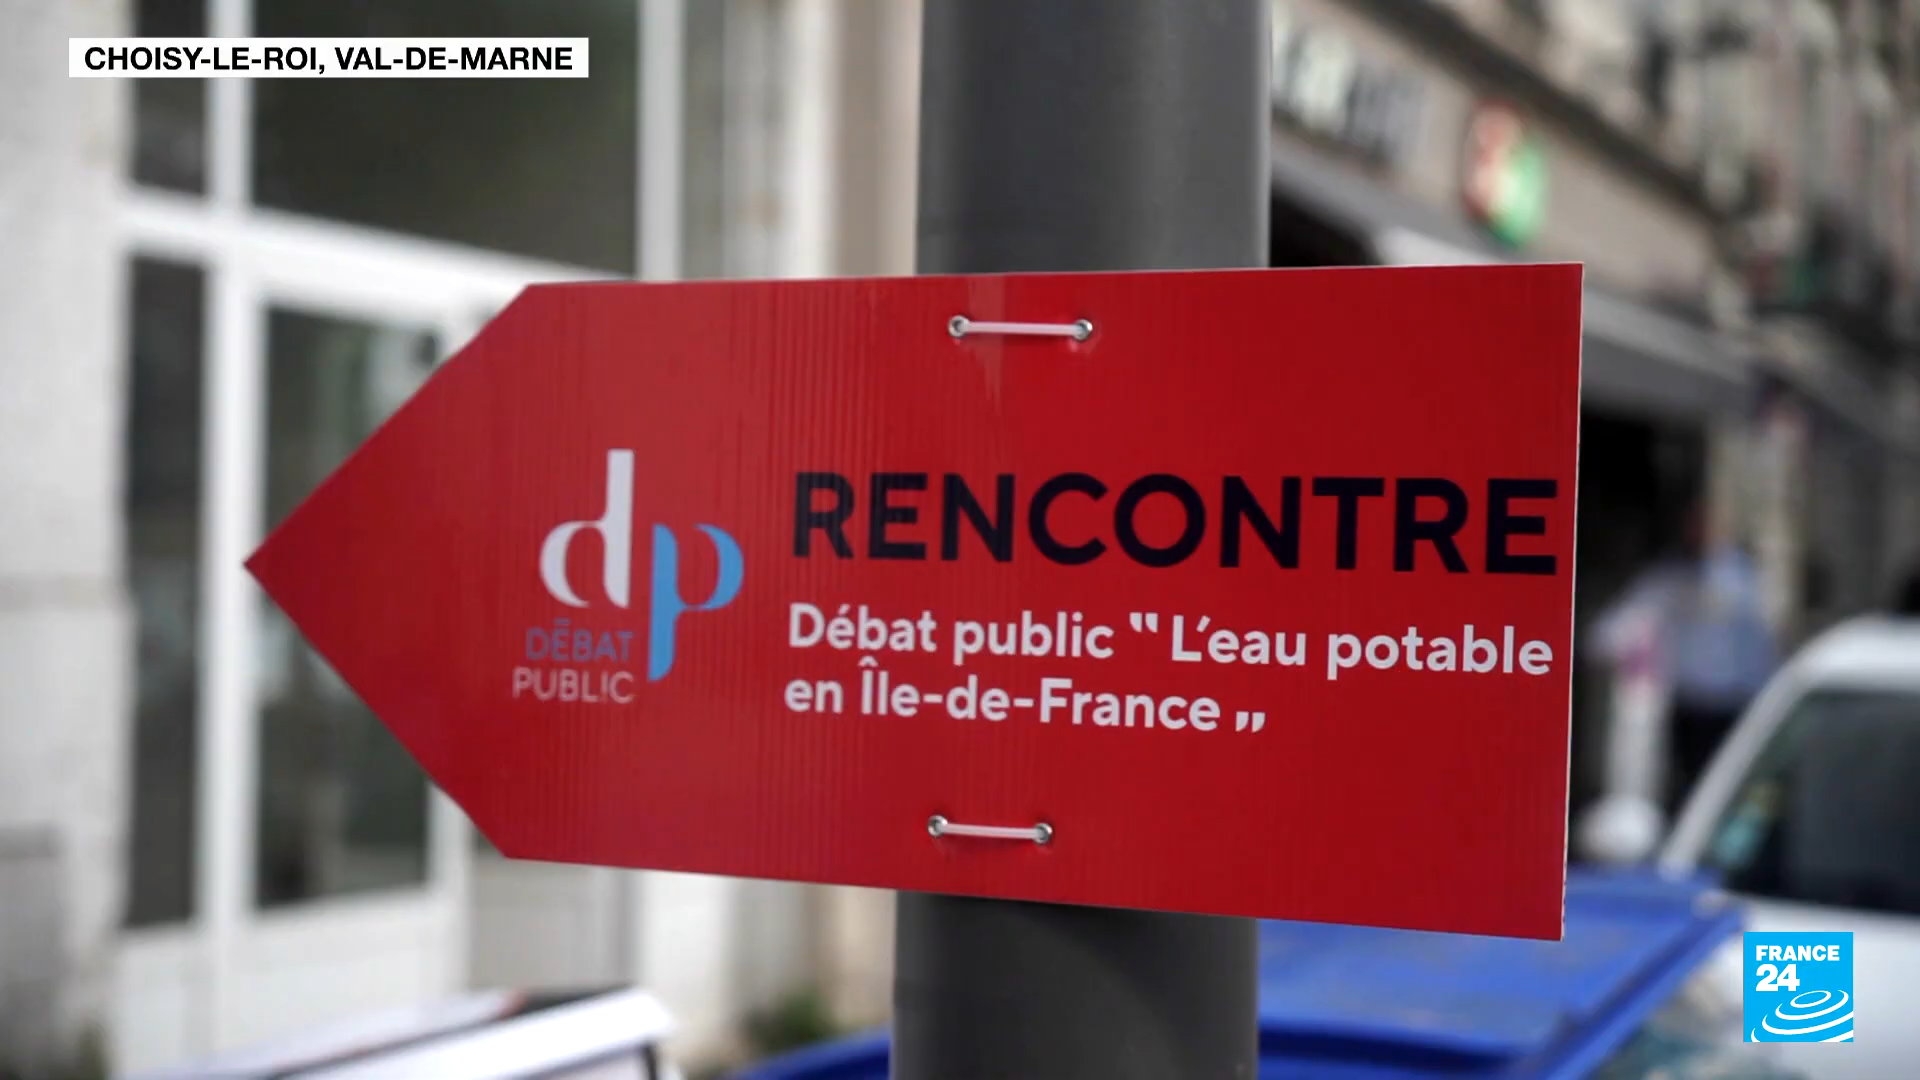 CHOISY-LE-ROI, VAL-DE-MARNE
dp
DÉBAT
PUBLIC
RENCONTRE
Débat public “ L'eau potable
en Île-de-France „
FRANCE
24